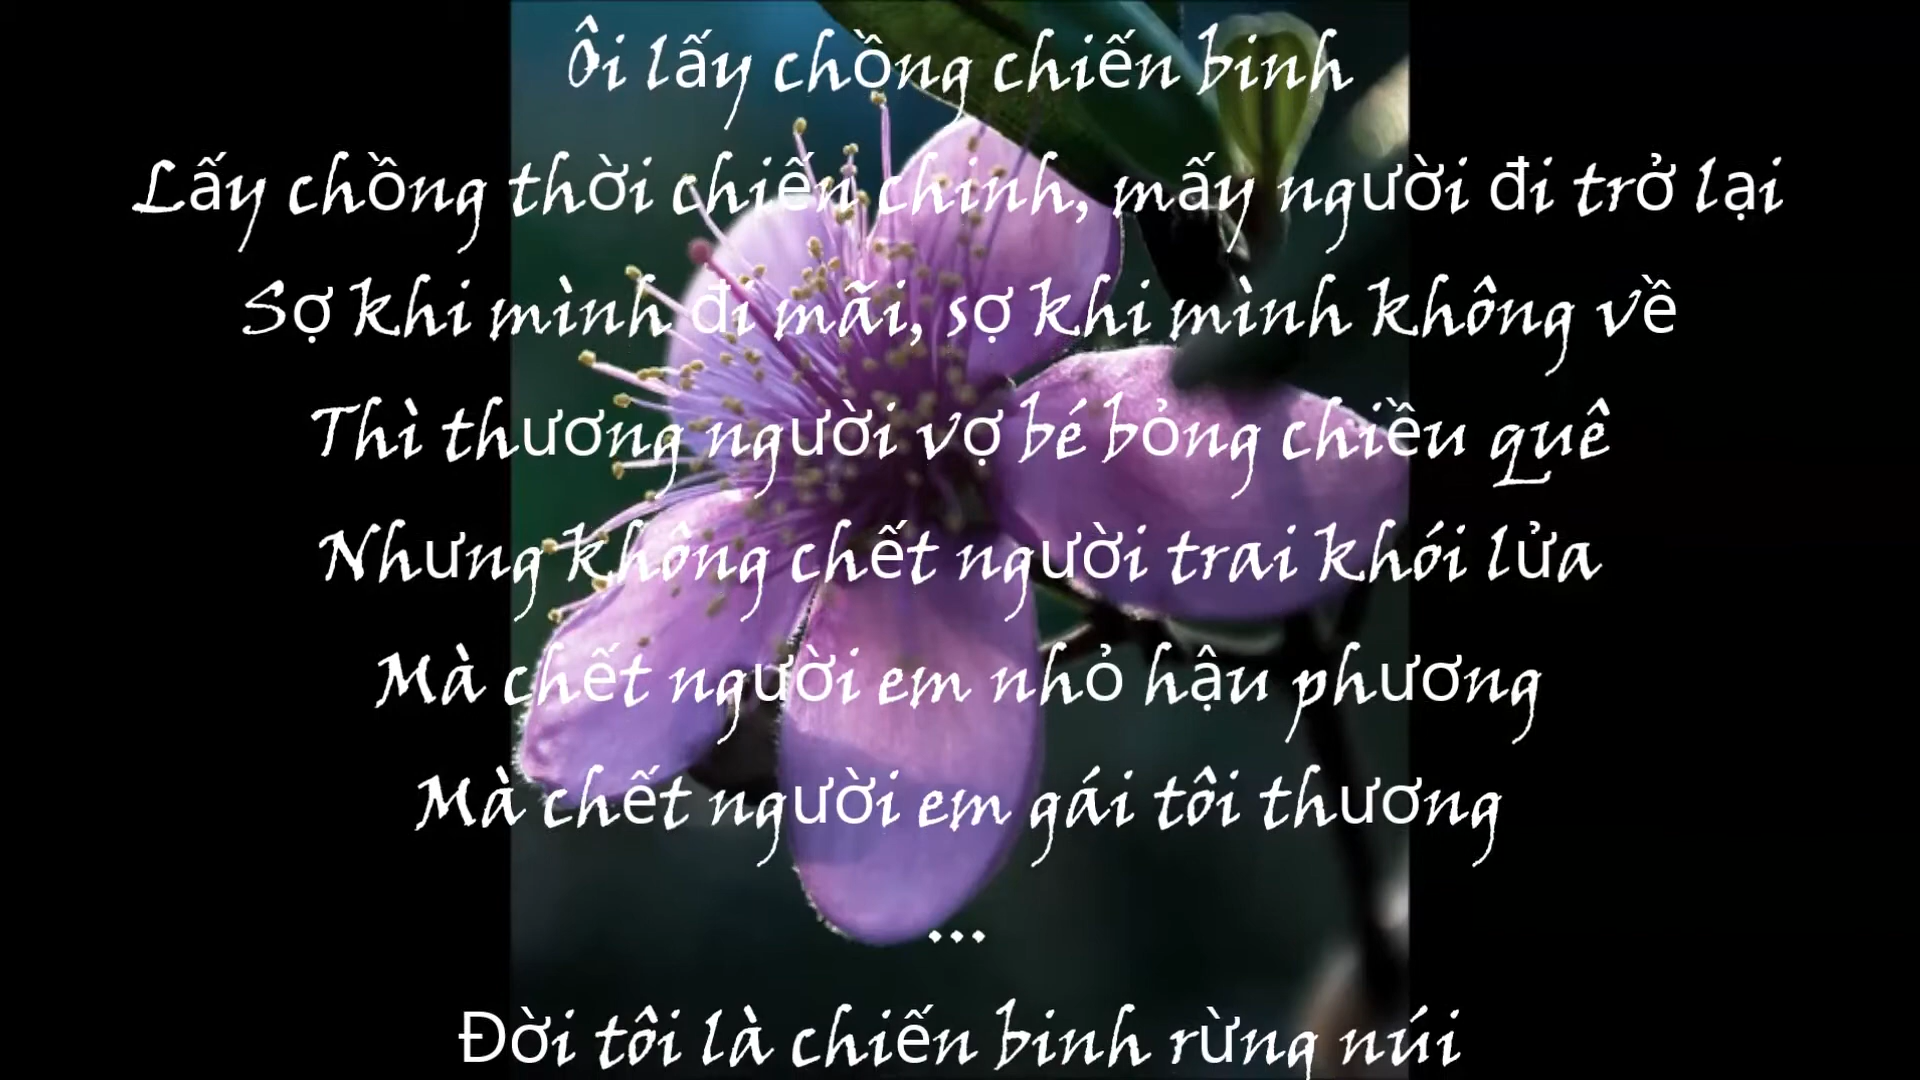 Ôi lấy chồng chiến binh
Lấy chồng thời chiến chinh, mấy người đi trở lại
Sợ khi mình đi mãi, sợ khi mình không về
Thì thương người vợ bé bỏng chiều quê
Nhưng không chết người trai khói lửa
Mà chết người em nhỏ hậu phương
Mà chết người em gái tôi thương
...
Đời tôi là chiến binh rừng núi